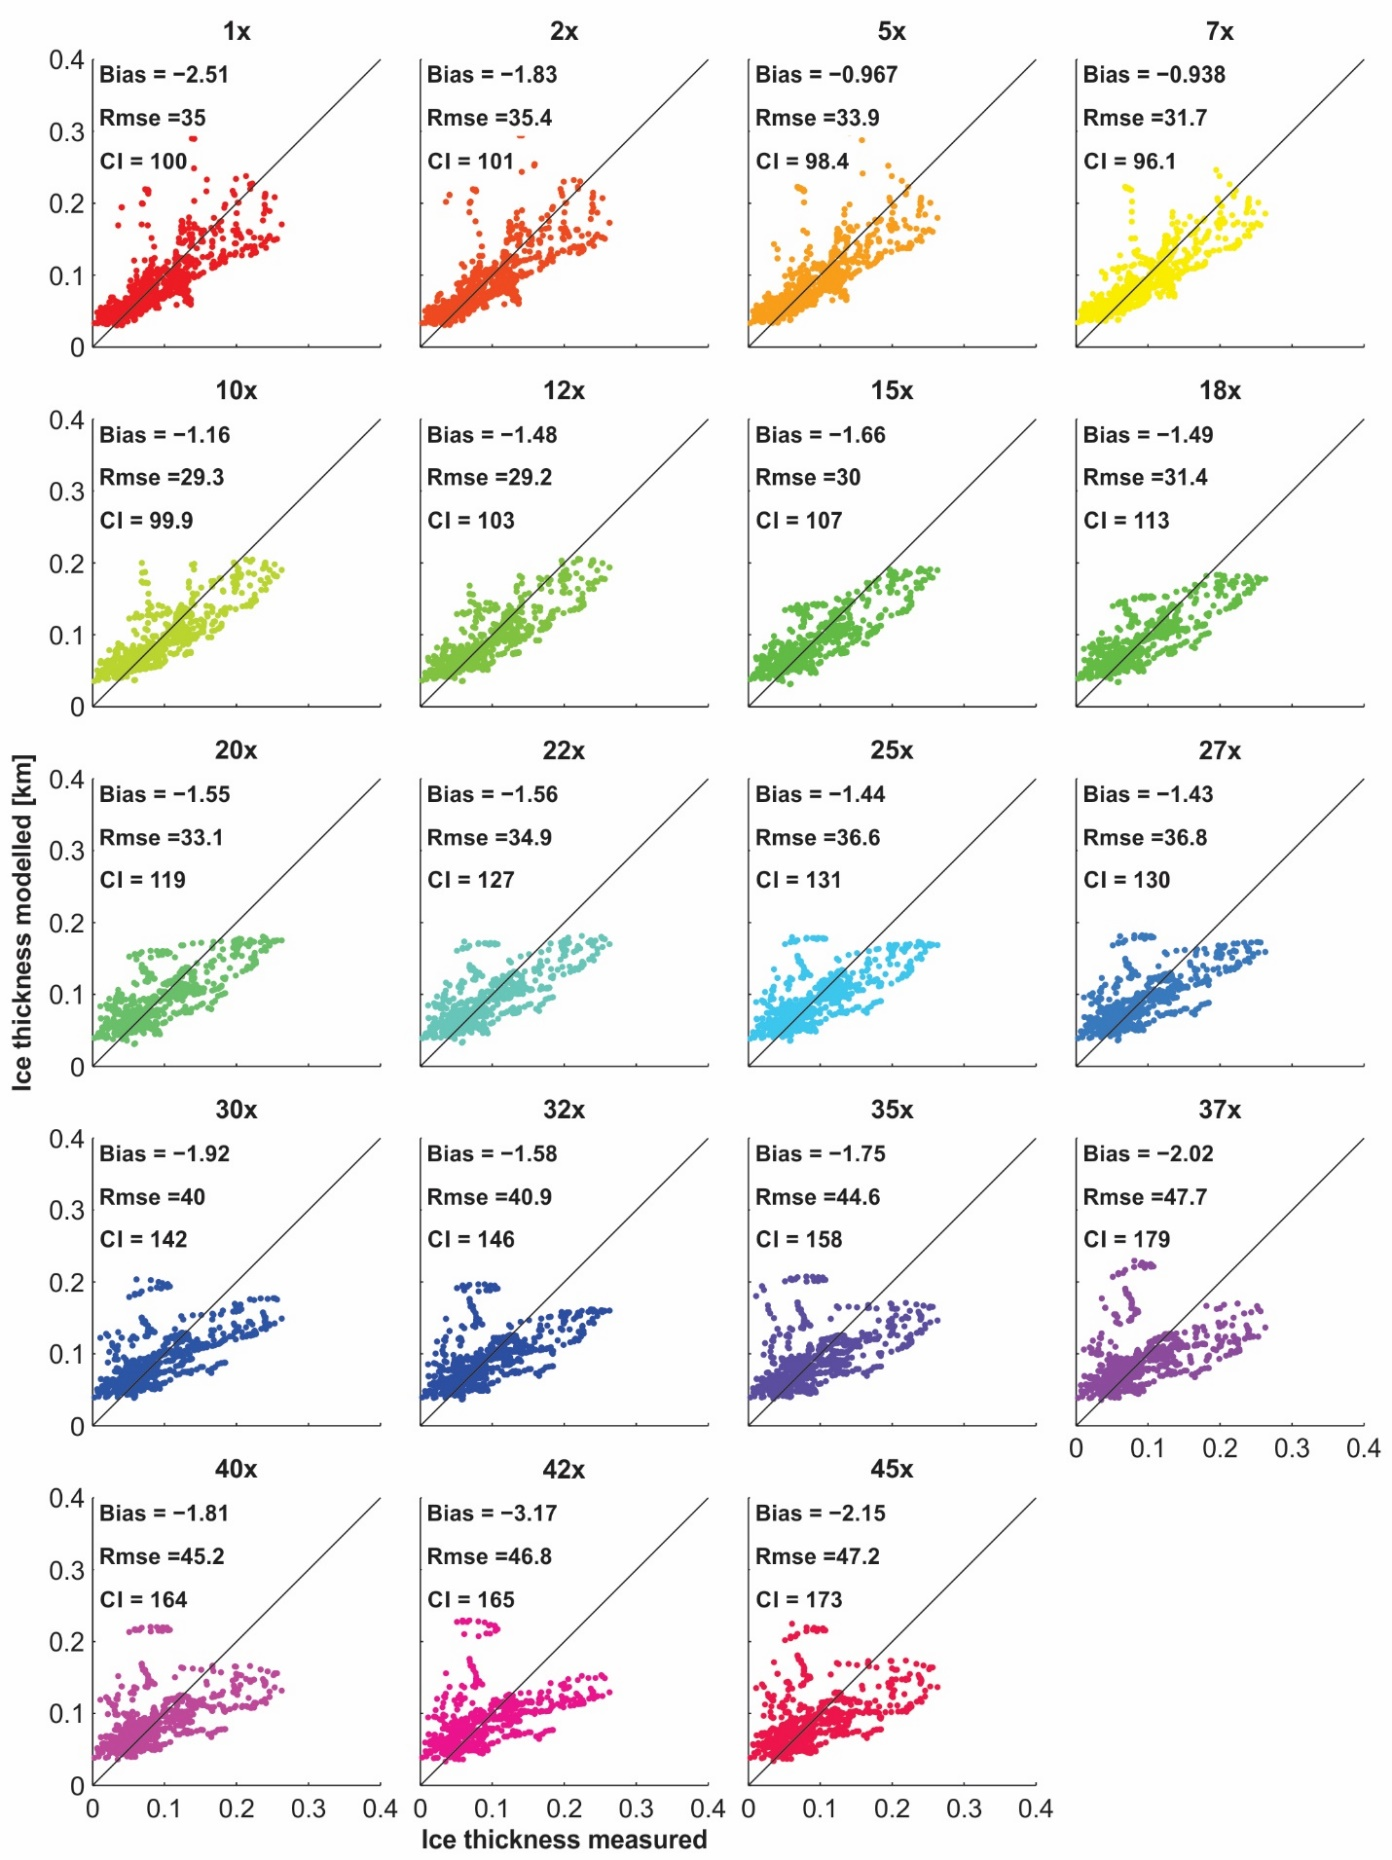 1x
2x
5x
7x
0.4
Bias = −2.51
Bias = −1.83
Bias = −0.967
Bias = −0.938
Rmse =35
Rmse =35.4
Rmse =33.9
Rmse =31.7
0.3
CI = 100
CI = 101
CI = 98.4
CI = 96.1
0.2
0.1
0
10x
12x
15x
18x
0.4
Bias = −1.16
Bias = −1.48
Bias = −1.66
Bias = −1.49
Rmse =29.3
Rmse =29.2
Rmse =30
Rmse =31.4
0.3
CI = 99.9
CI = 103
CI = 107
CI = 113
0.2
0.1
0
Ice thickness modelled [km]
20x
22x
25x
27x
0.4
Bias = −1.55
Bias = −1.56
Bias = −1.44
Bias = −1.43
Rmse =33.1
Rmse =34.9
Rmse =36.6
Rmse =36.8
0.3
CI = 119
CI = 127
CI = 131
CI = 130
0.2
0.1
0
30x
32x
35x
37x
0.4
Bias = −1.92
Bias = −1.58
Bias = −1.75
Bias = −2.02
Rmse =40
Rmse =40.9
Rmse =44.6
Rmse =47.7
0.3
CI = 142
CI = 146
CI = 158
CI = 179
0.2
0.1
0
0 0.1 0.2 0.3 0.4
40x
42x
45x
0.4
Bias = −1.81
Bias = −3.17
Bias = −2.15
Rmse =45.2
Rmse =46.8
Rmse =47.2
0.3
CI = 164
CI = 165
CI = 173
0.2
0.1
0
0 0.1 0.2 0.3 0.4
0 0.1 0.2 0.3 0.4
0 0.1 0.2 0.3 0.4
Ice thickness measured